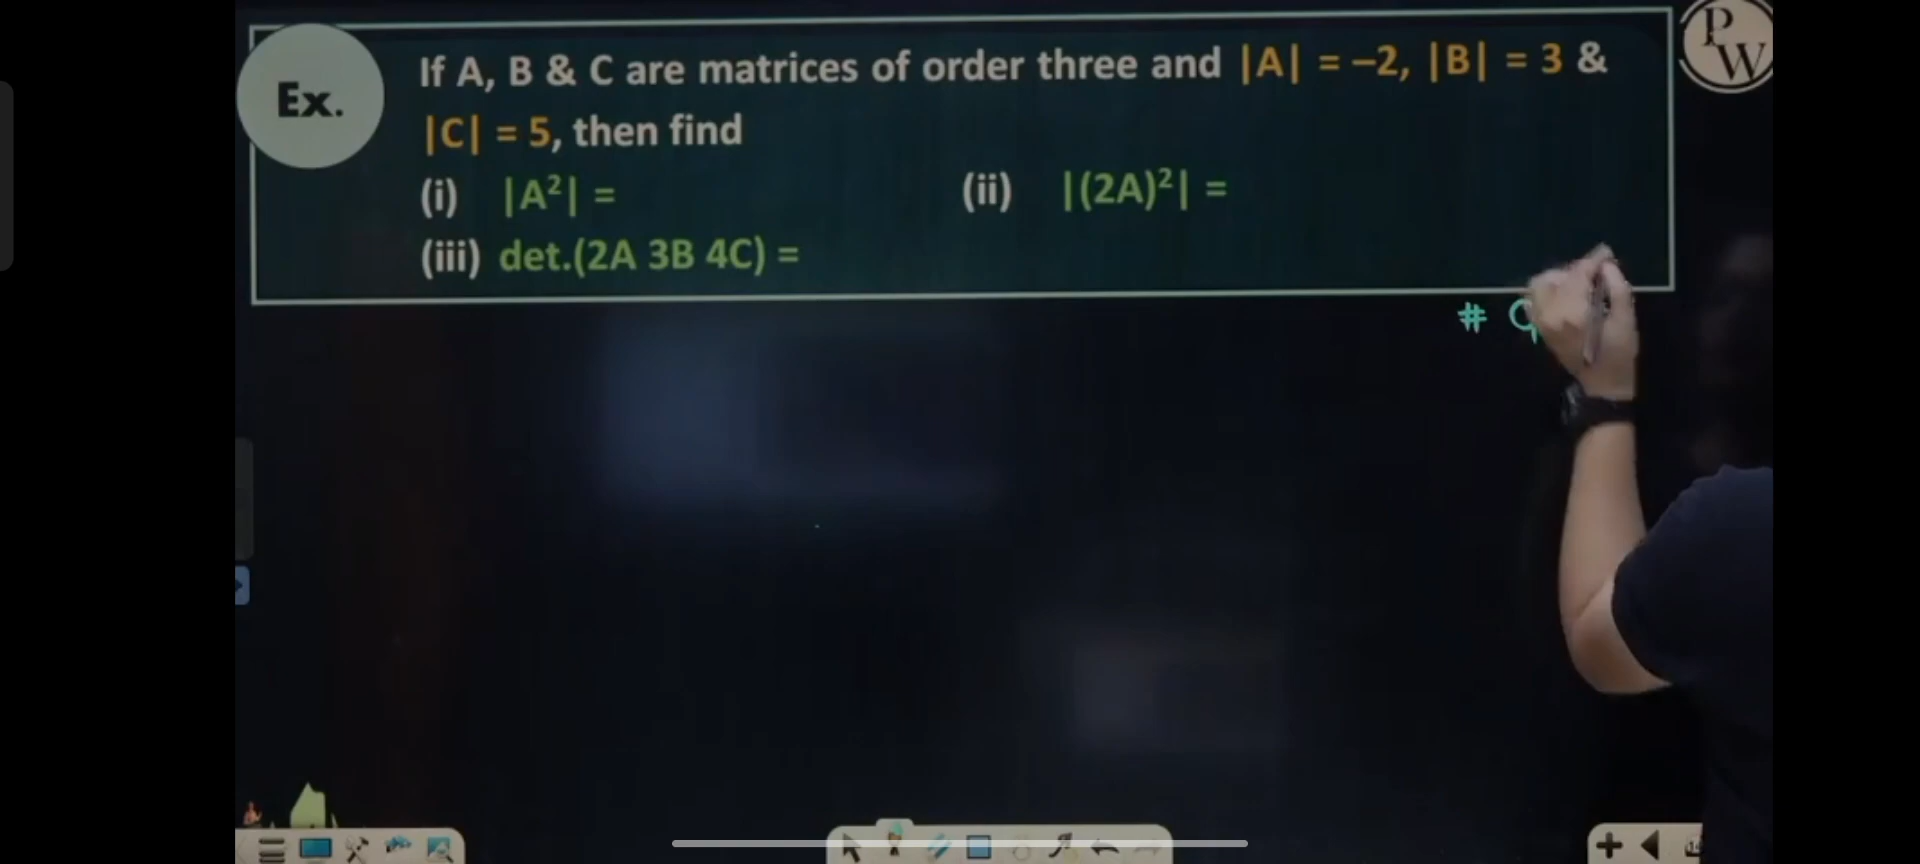 Ex.
If A, B & C are matrices of order three and |A| = –2, |B| = 3 &
|C| = 5, then find
(i) |A²| =
(ii) |(2A)²| =
(iii) det.(2A 3B 4C) =
PW
#